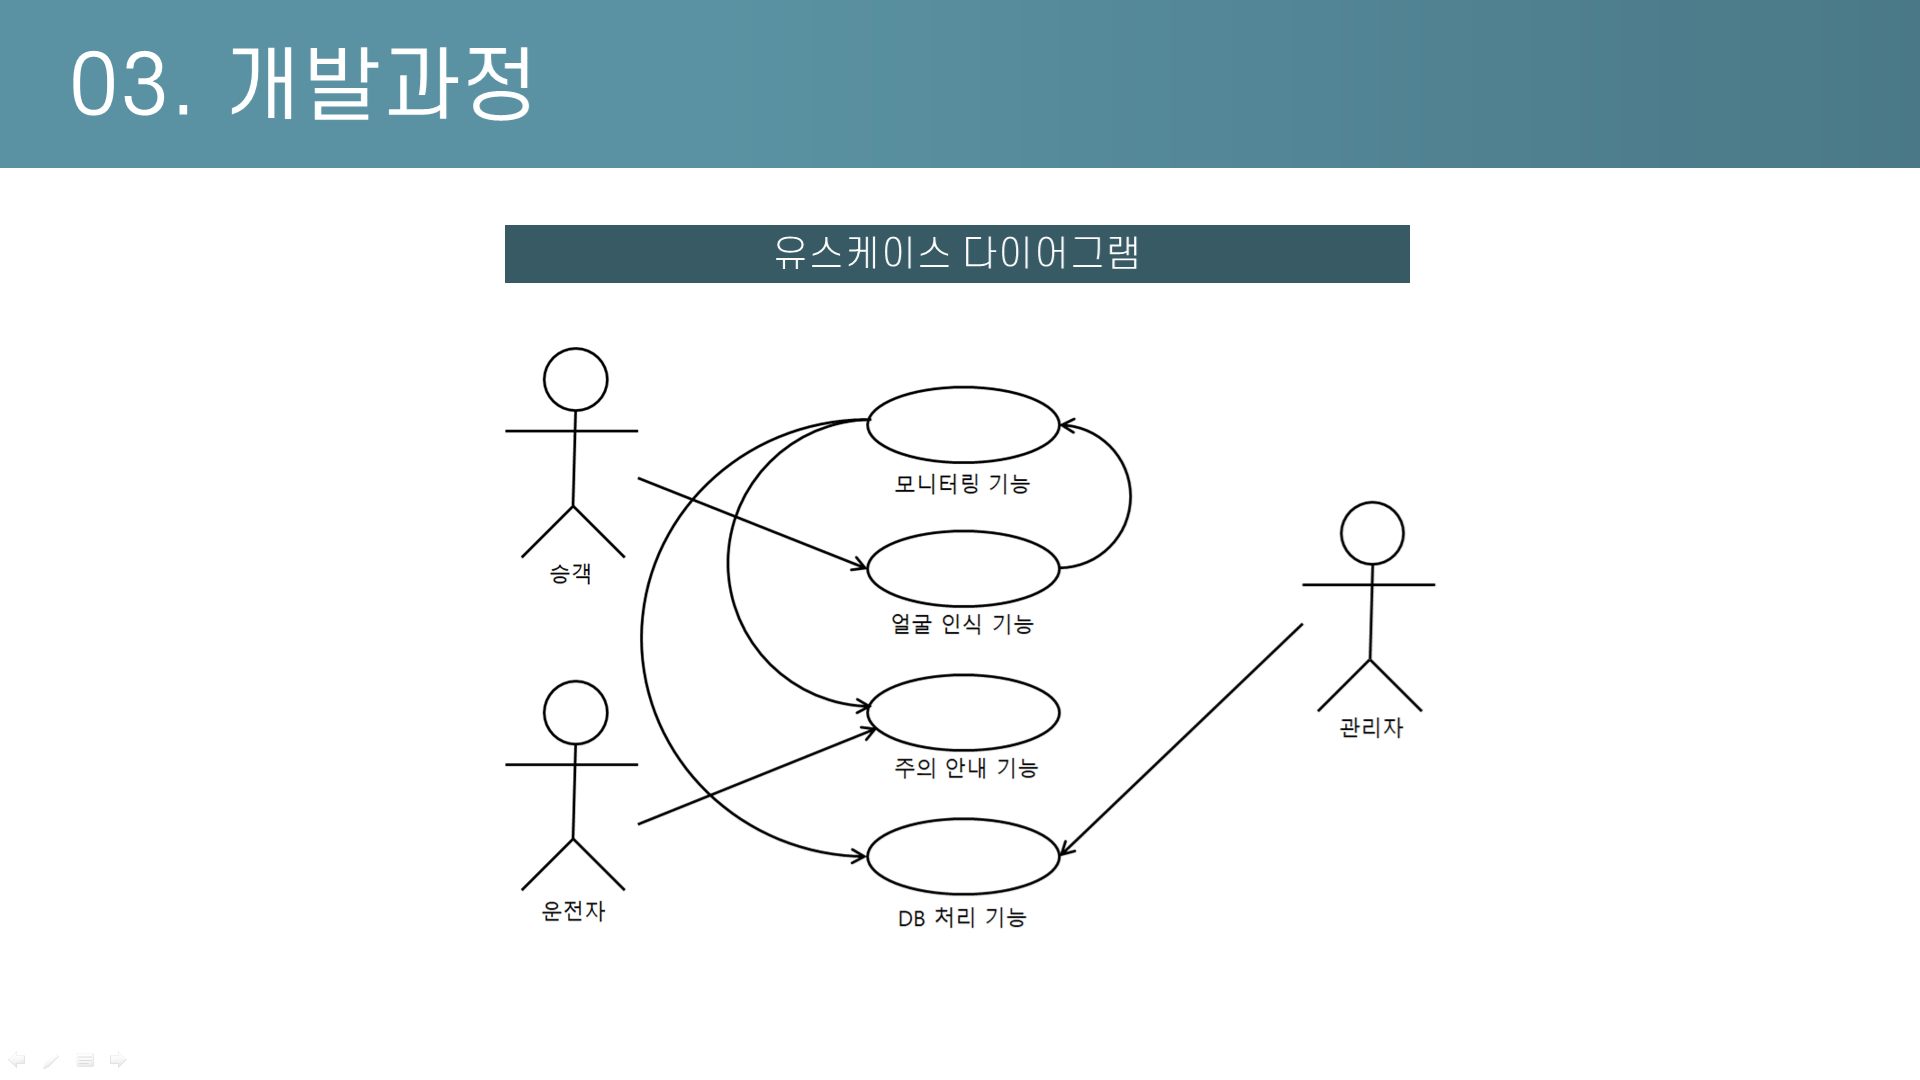 03. 개발과정
유스케이스 다이어그램
모니터링 기능
승객
얼굴 인식 기능
관리자
주의 안내 기능
운전자
DB 처리 기능